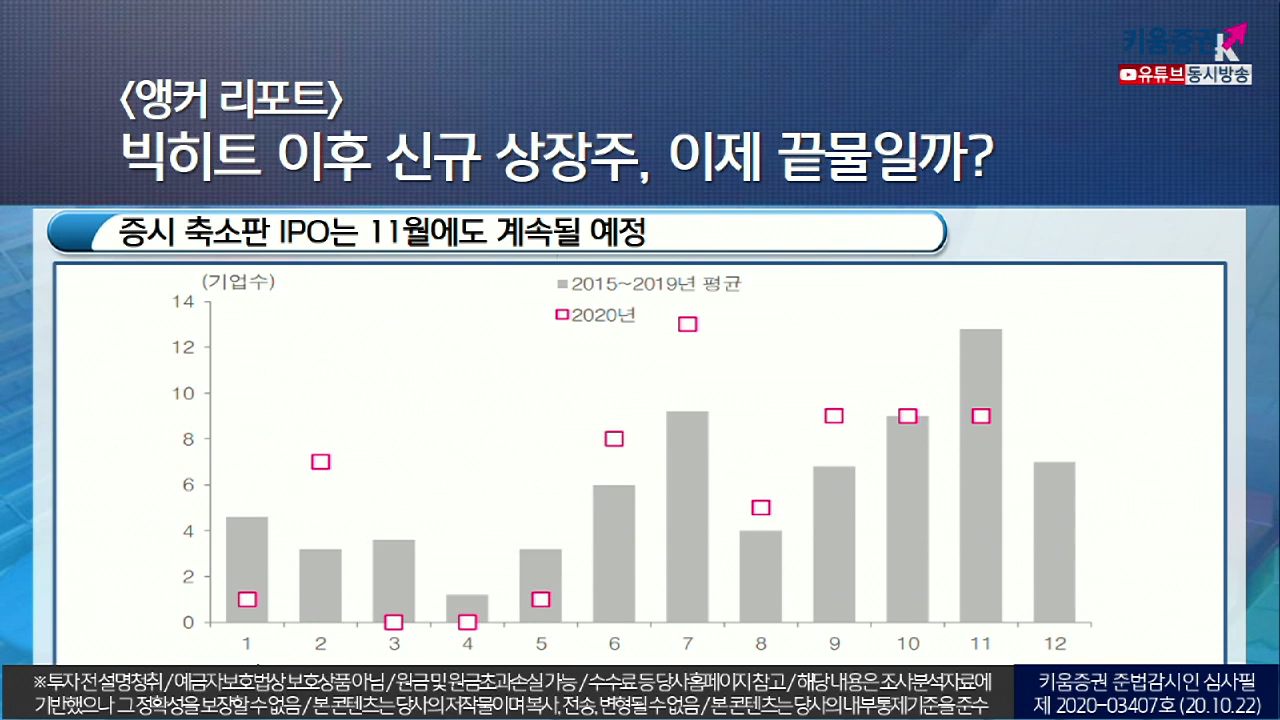 키움증권
유튜브 동시방송
<앵커 리포트>
빅히트 이후 신규 상장주, 이제 끝물일까?
증시 축소판 IPO는 11월에도 계속될 예정
(기업수)
2015~2019년 평균
2020년
14
12
10
8
6
4
2
0
1 2 3 4 5 6 7 8 9 10 11 12
※ 투자 전 설명청취 / 예금자보호법상 보호상품 아님 / 원금 및 원금초과손실 가능 / 수수료 등 당사홈페이지 참고 / 해당 내용은 조사분석자료에
기반했으나 그 정확성을 보장할 수 없음 / 본 콘텐츠는 당사의 저작물이며 복사, 전송, 변형될 수 없음 / 본 콘텐츠는 당사의 내부통제기준을 준수
키움증권 준법감시인 심사필
제 2020-03407호 (20.10.22)